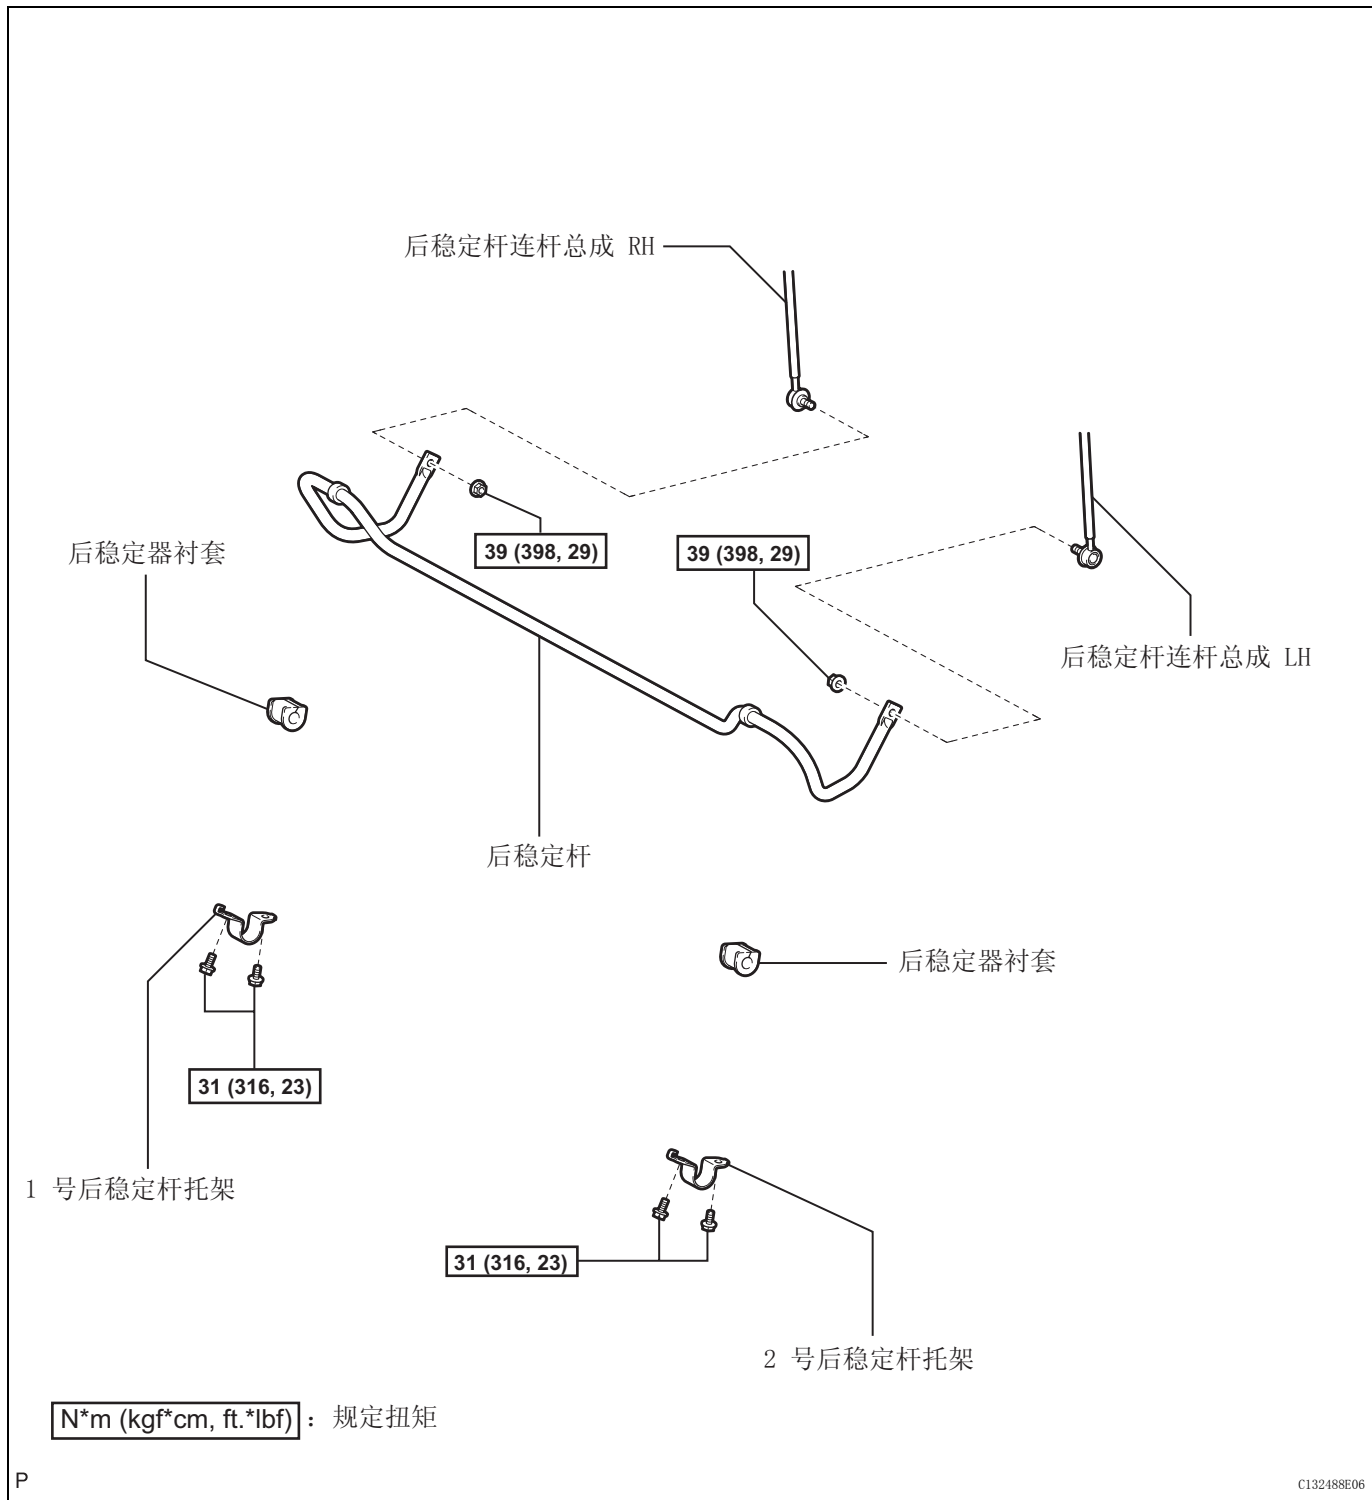 后稳定杆连杆总成 RH
39 (398, 29)
39 (398, 29)
后稳定器衬套
后稳定杆连杆总成 LH
后稳定杆
后稳定器衬套
31 (316, 23)
1 号后稳定杆托架
31 (316, 23)
2 号后稳定杆托架
N*m (kgf*cm, ft.*lbf) : 规定扭矩
P
C132488E06